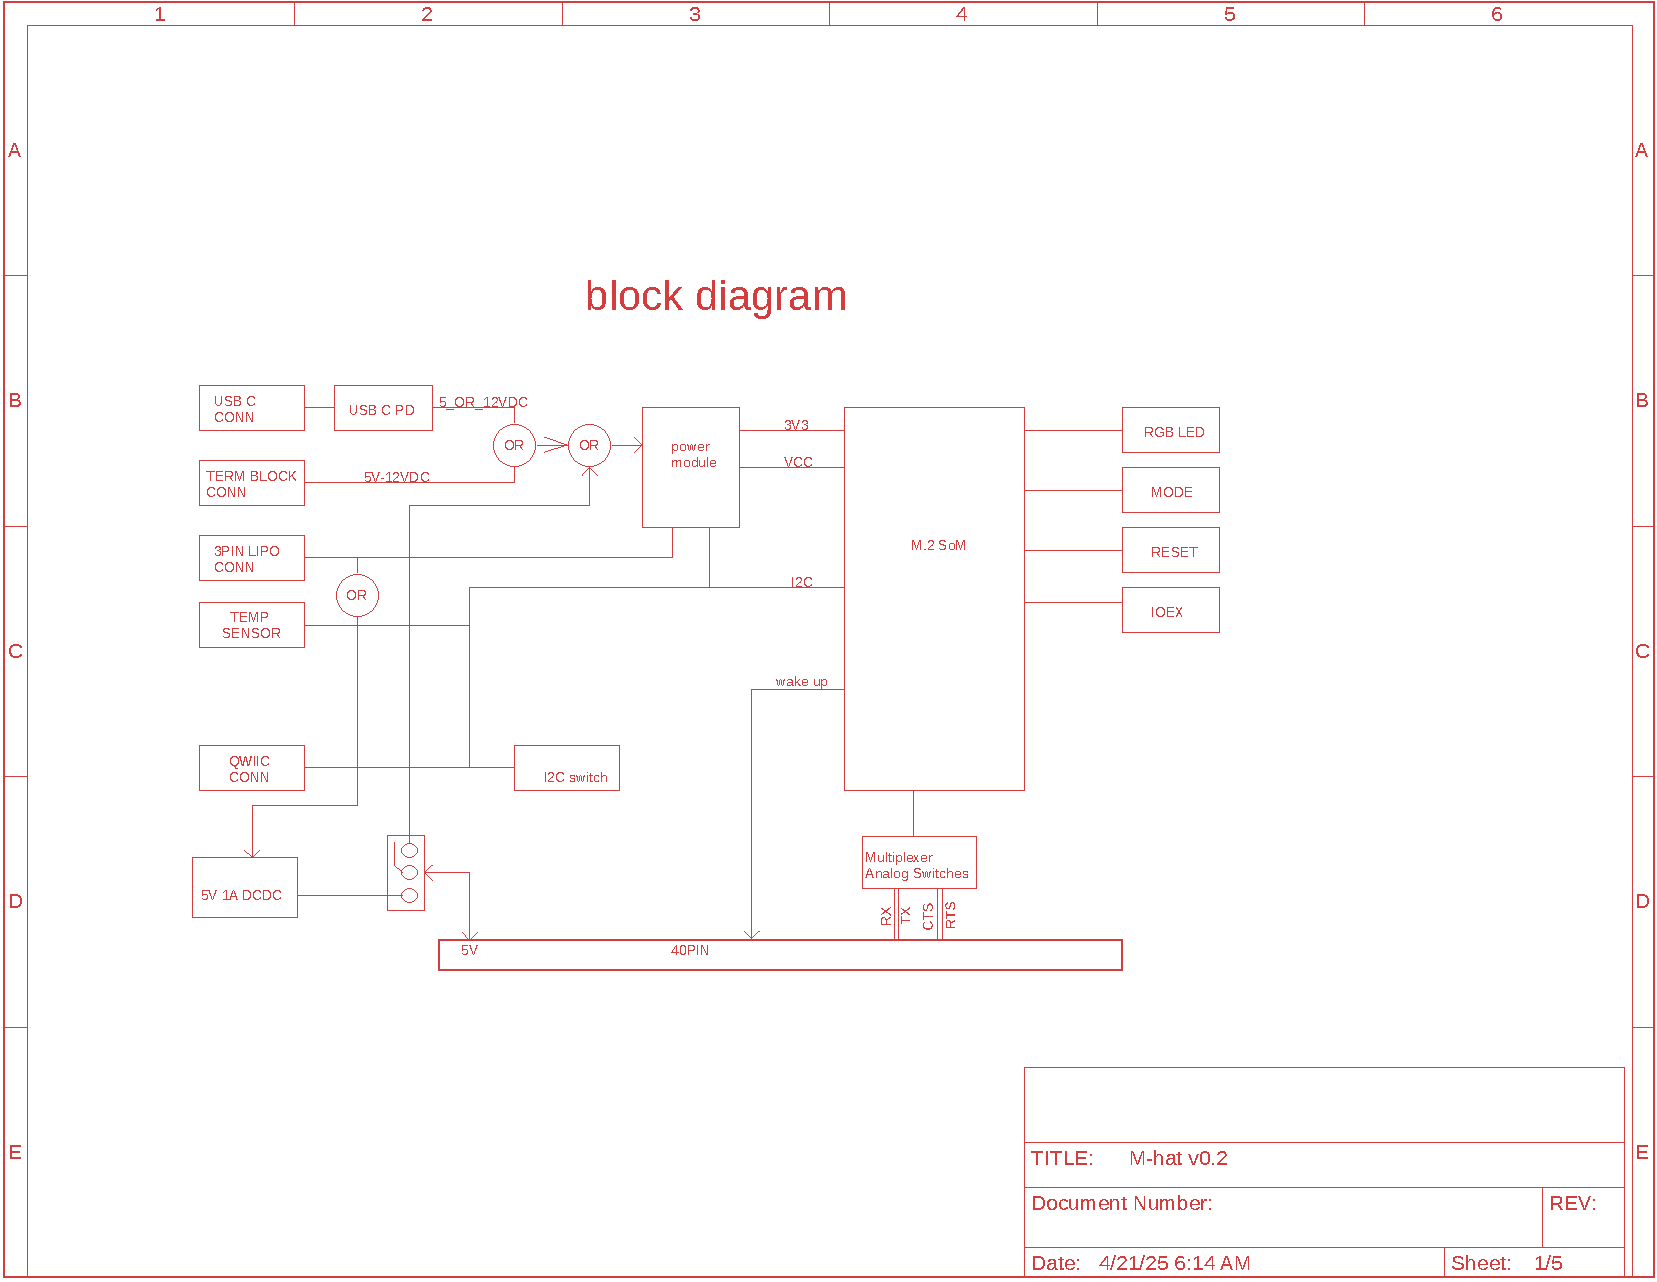 1 2 3 4 5 6
A A
block diagram
B B
USB C
CONN
USB C PD
5_OR_12VDC
OR
OR
TERM BLOCK
CONN
5V-12VDC
power
module
3V3
VCC
RGB LED
MODE
3PIN LIPO
CONN
M.2 SoM
RESET
OR
I2C
IOEX
TEMP
SENSOR
C C
wake up
QWIIC
CONN
I2C switch
Multiplexer
Analog Switches
5V 1A DCDC
D D
RX
TX
CTS
RTS
5V
40PIN
E E
TITLE: M-hat v0.2
Document Number:
REV:
Date: 4/21/25 6:14 AM
Sheet: 1/5